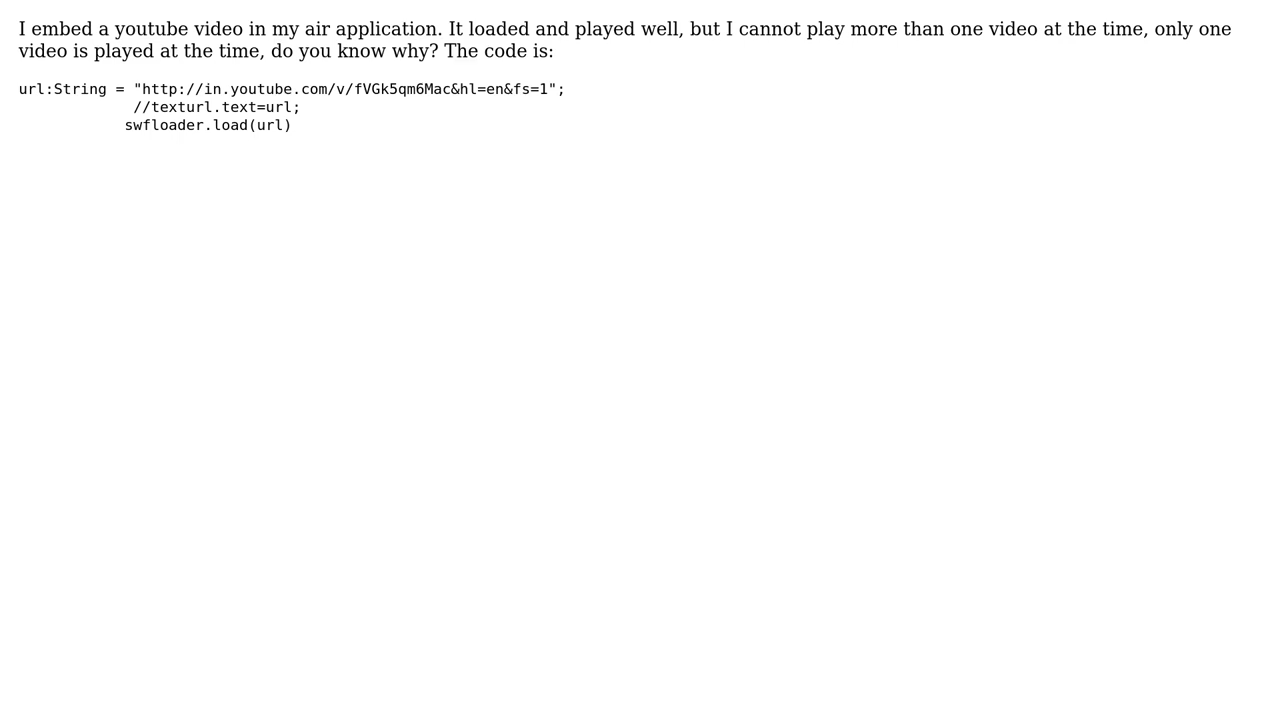 I embed a youtube video in my air application. It loaded and played well, but I cannot play more than one video at the time, only one
video is played at the time, do you know why? The code is:
url:String = "http://in.youtube.com/v/fVGk5qm6Mac&hl=en&fs=1";
//texturl.text=url;
swfloader.load(url)